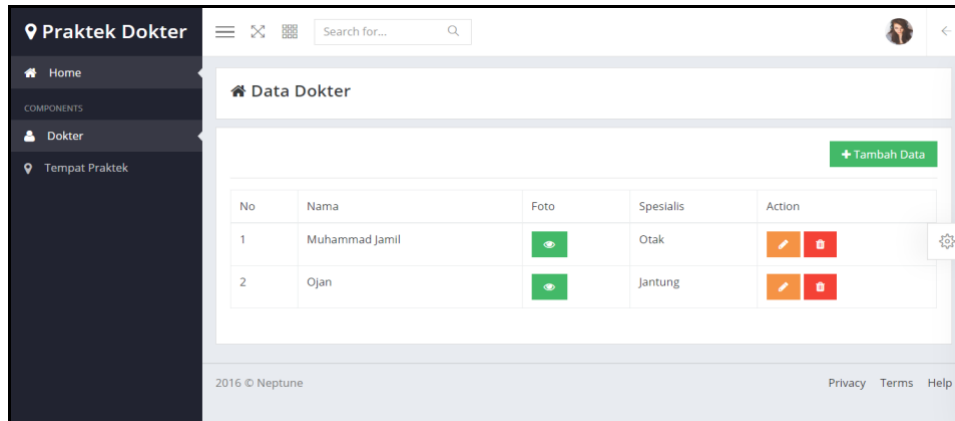 Praktek Dokter
Search for...
Home
COMPONENTS
Dokter
Tempat Praktek
Data Dokter
Tambah Data
No Nama Foto Spesialis Action
1 Muhammad Jamil Otak
2 Ojan Jantung
2016 © Neptune Privacy Terms Help